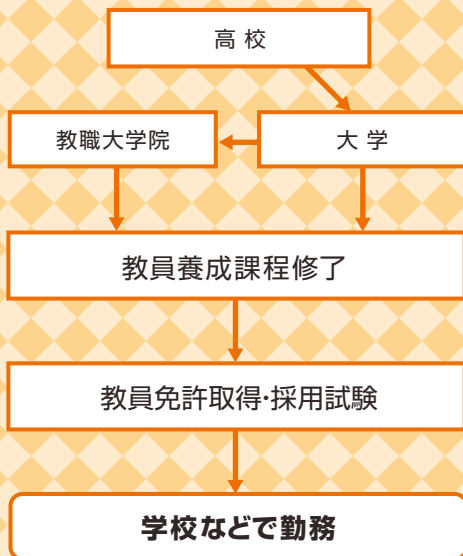 高校
教職大学院
大学
教員養成課程修了
教員免許取得・採用試験
学校などで勤務